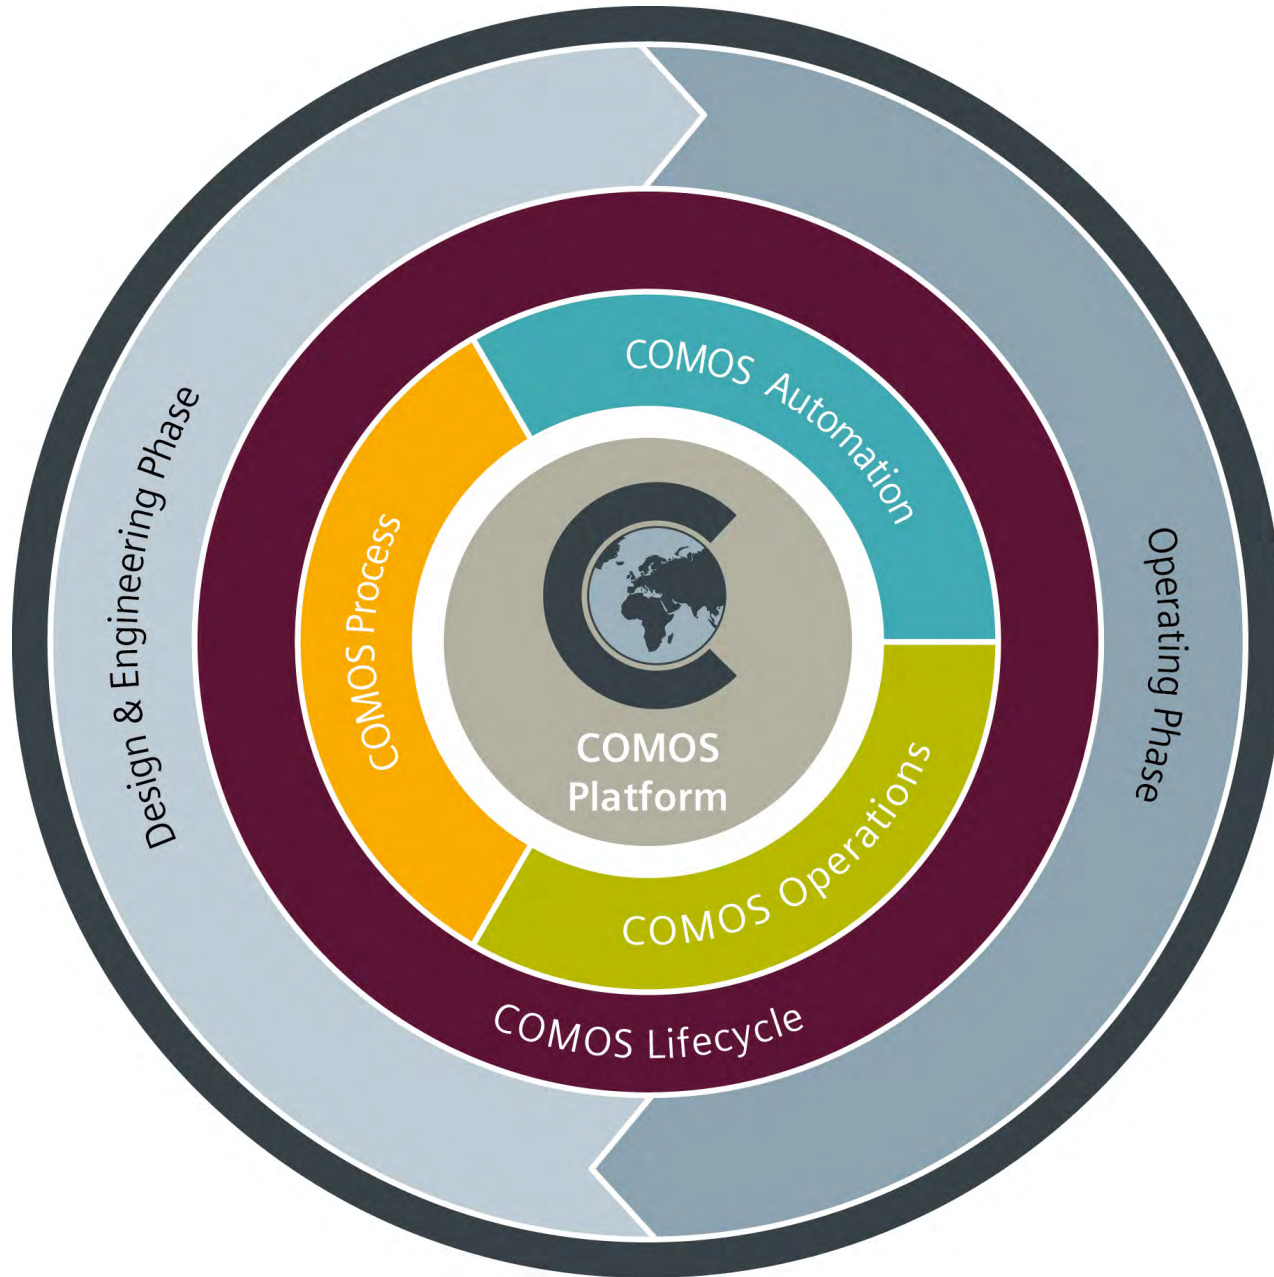 Design & Engineering Phase
Operating Phase
COMOS Automation
COMOS Process
COMOS Operations
COMOS
Platform
COMOS Lifecycle